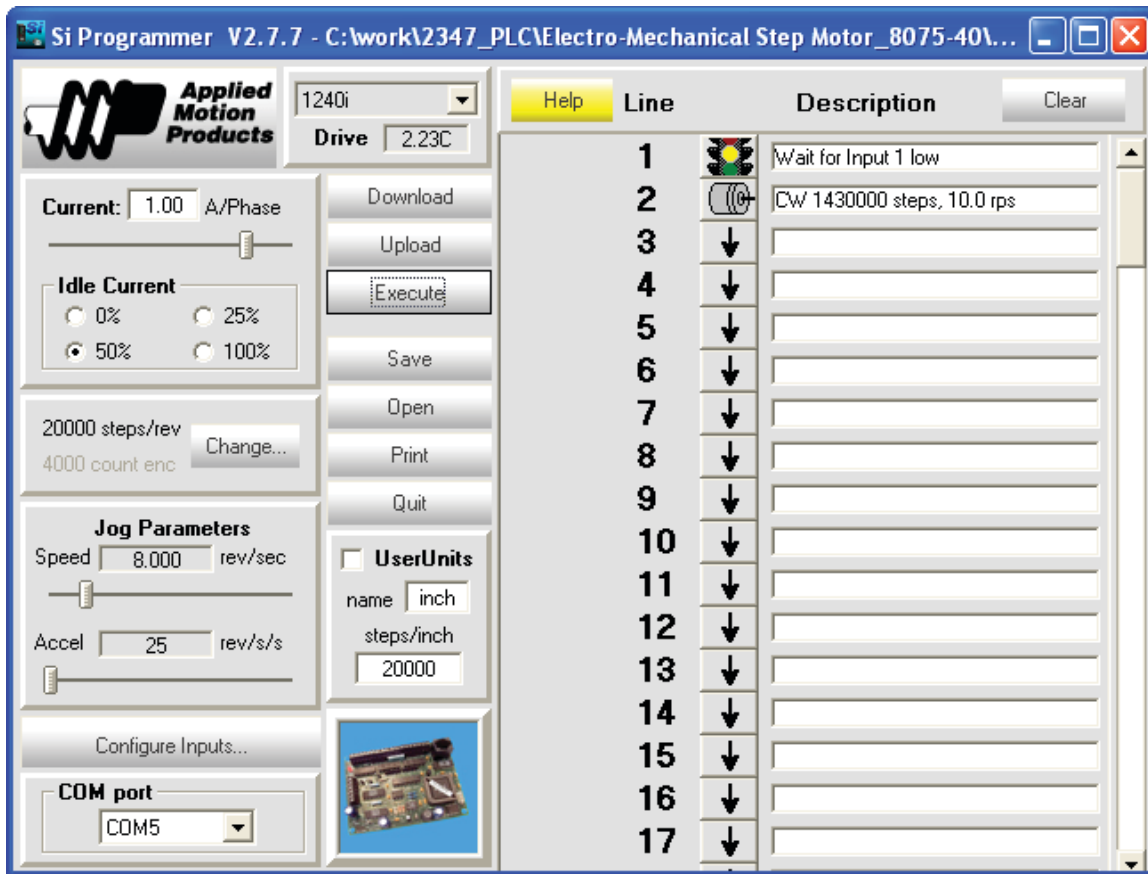 Si Programmer V2.7.7 - C:\work\2347_PLC\Electro-Mechanical Step Motor_8075-40\...
Applied
Motion
Products
1240i
Drive 2.23C
Current: 1.00 A/Phase
Idle Current
0% 25%
50% 100%
20000 steps/rev
4000 count enc
Change...
Jog Parameters
Speed 8.000 rev/sec
Accel 25 rev/s/s
Configure Inputs...
COM port
COM5
Download
Upload
Execute
Save
Open
Print
Quit
UserUnits
name inch
steps/inch
20000
Help Line Description Clear
1 Wait for Input 1 low
2 CW 1430000 steps, 10.0 rps
3
4
5
6
7
8
9
10
11
12
13
14
15
16
17